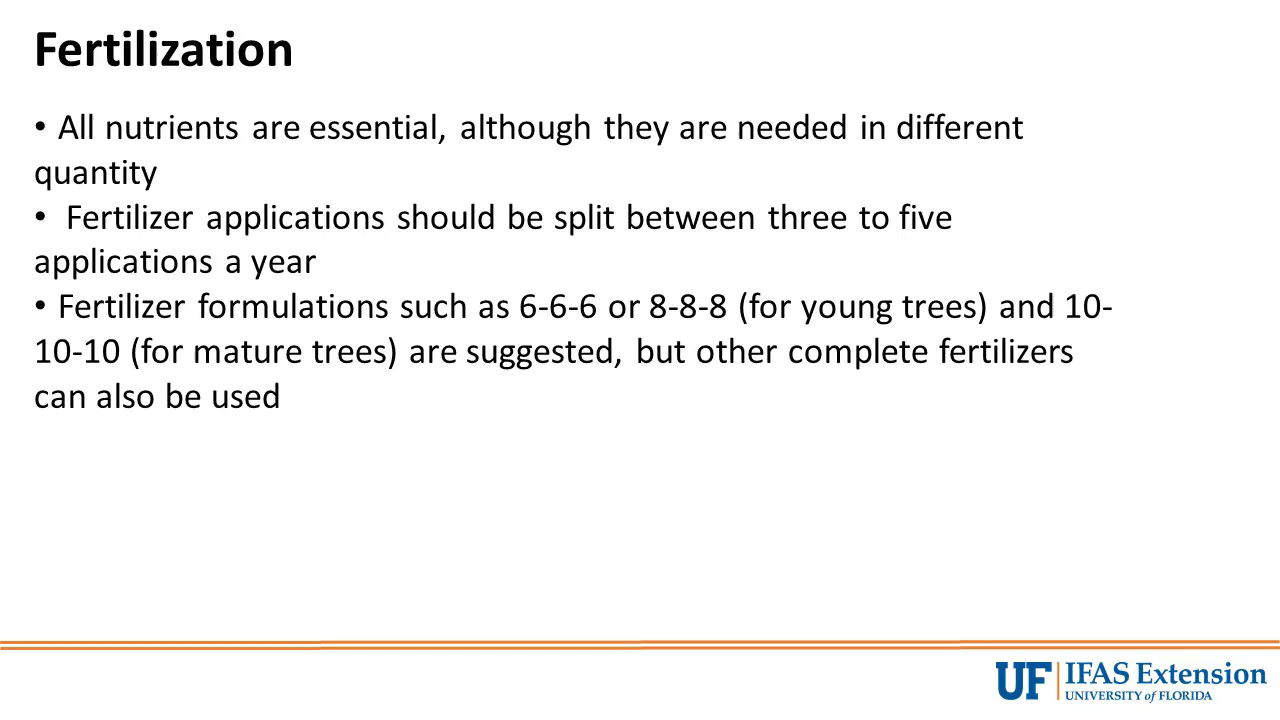 Fertilization
• All nutrients are essential, although they are needed in different
quantity
• Fertilizer applications should be split between three to five
applications a year
• Fertilizer formulations such as 6-6-6 or 8-8-8 (for young trees) and 10-
10-10 (for mature trees) are suggested, but other complete fertilizers
can also be used
UF IFAS Extension
UNIVERSITY of FLORIDA